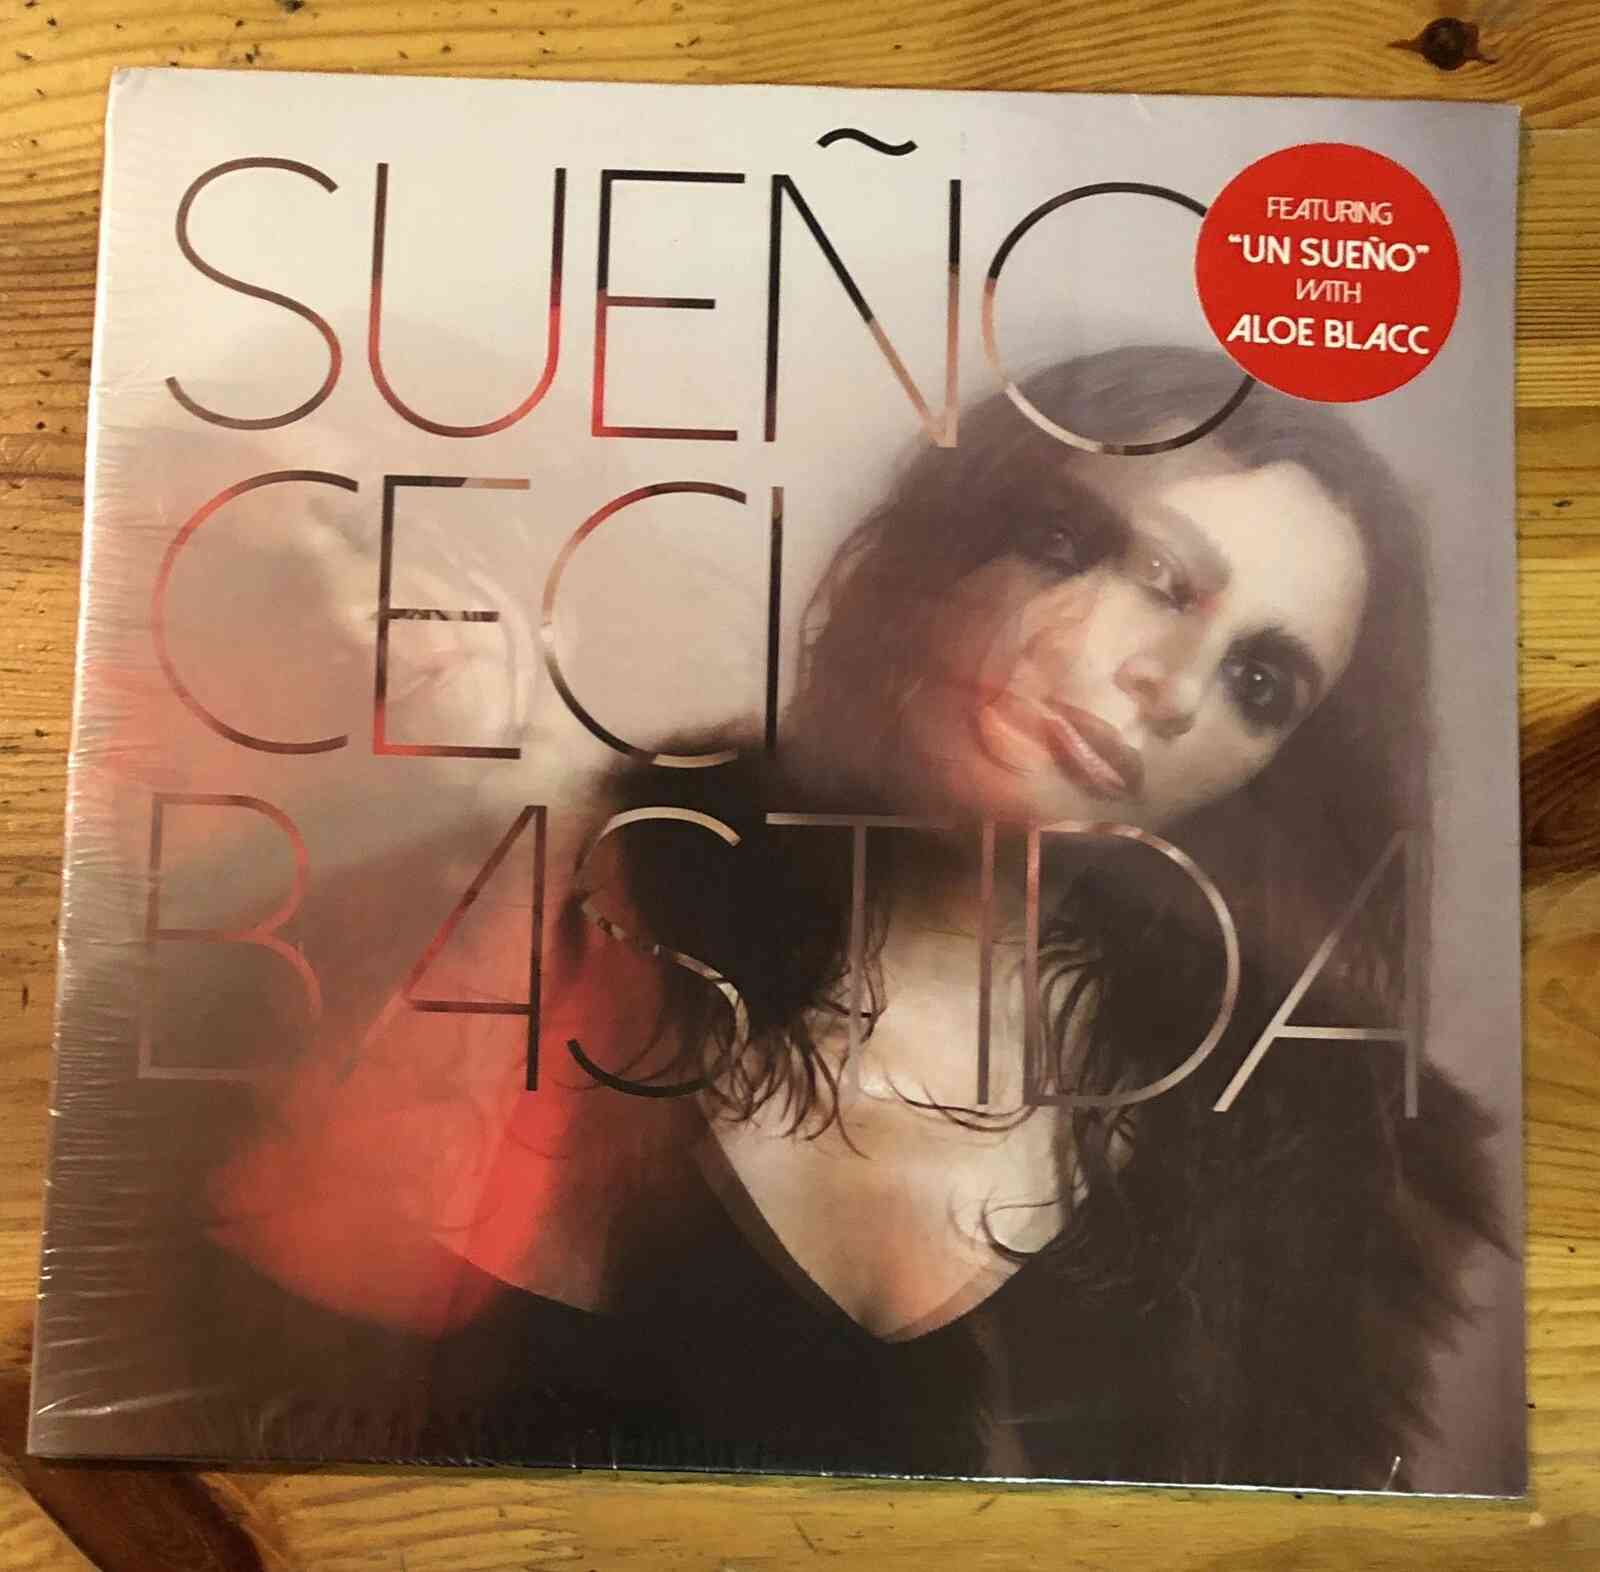 SUEÑO
CECI
BASTIDA
FEATURING
“UN SUEÑO”
WITH
ALOE BLACC